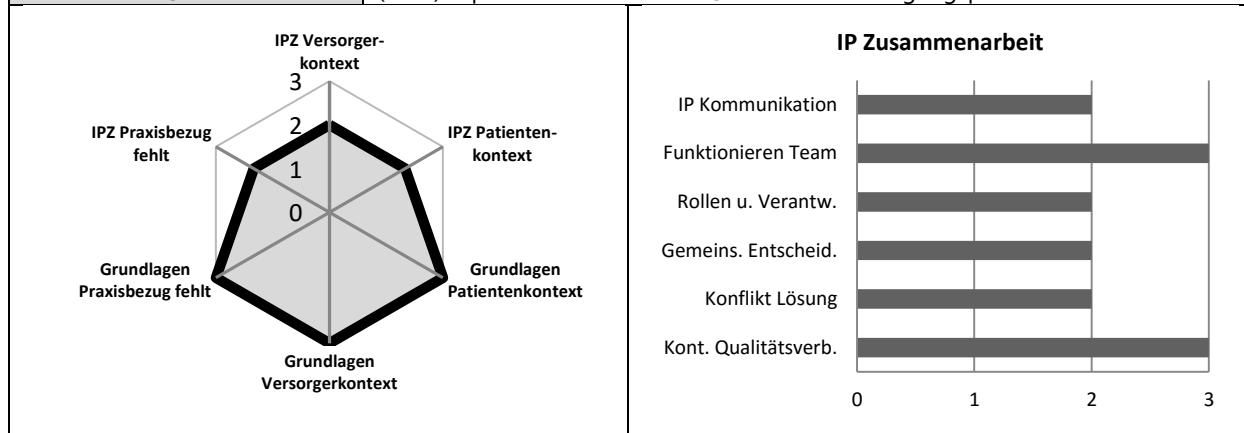 IPZ Versorger-
kontext
3
IPZ Praxisbezug
fehlt
2
IPZ Patienten-
kontext
1
0
Grundlagen
Praxisbezug fehlt
Grundlagen
Patientenkontext
Grundlagen
Versorgerkontext
IP Zusammenarbeit
IP Kommunikation
Funktionieren Team
Rollen u. Verantw.
Gemeins. Entscheid.
Konflikt Lösung
Kont. Qualitätsverb.
0 1 2 3